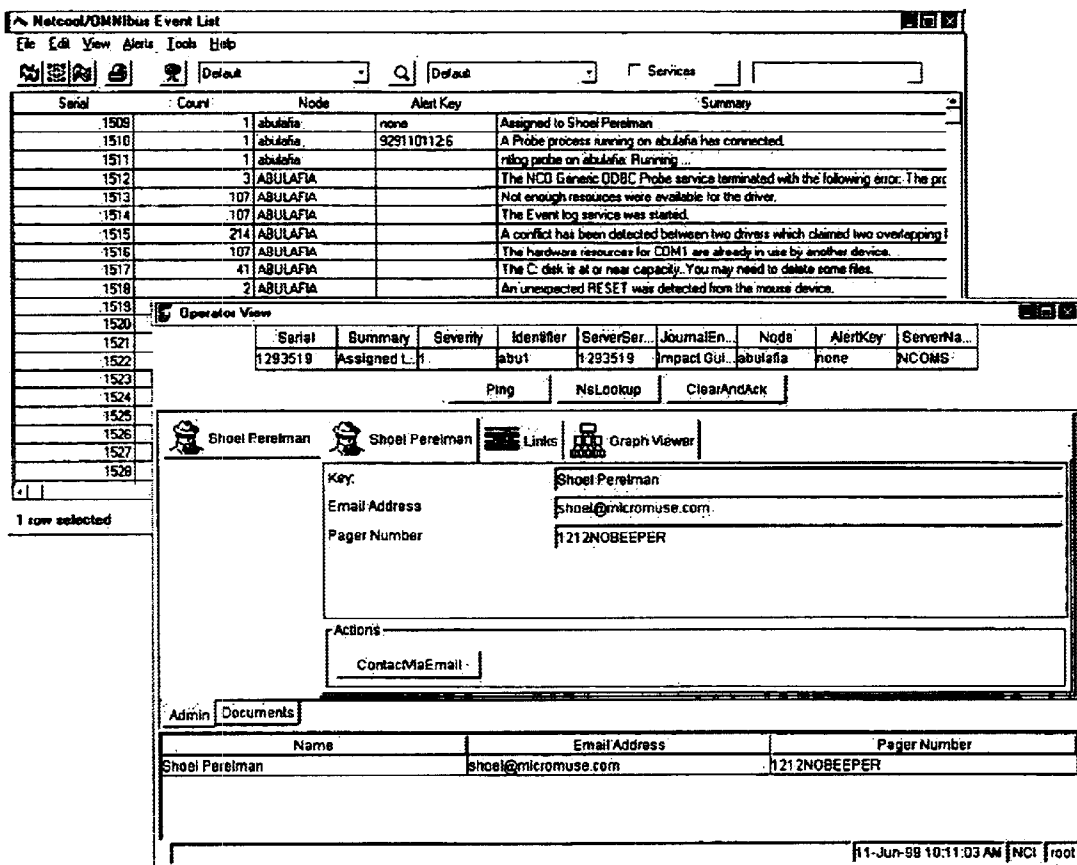 Netcool/OMNIbus Event List
File Edit View Alerts Tools Help
Default Default Services
Serial Count Node Alert Key Summary
1509 1 abulafia none Assigned to Shoel Perelman
1510 1 abulafia 929110112:6 A Probe process running on abulafia has connected.
1511 1 abulafia ntlog probe on abulafia: Running ...
1512 3 ABULAFIA The NCO Generic ODBC Probe service terminated with the following error: The pro
1513 107 ABULAFIA Not enough resources were available for the driver.
1514 107 ABULAFIA The Event log service was started.
1515 214 ABULAFIA A conflict has been detected between two drivers which claimed two overlapping
1516 107 ABULAFIA The hardware resources for COM1 are already in use by another device.
1517 41 ABULAFIA The C: disk is at or near capacity. You may need to delete some files.
1518 2 ABULAFIA An unexpected RESET was detected from the mouse device.
1519
1520
1521
1522
1523
1524
1525
1526
1527
1528
1 row selected
Operator View
Serial Summary Severity Identifier ServerSer... JournalEn... Node AlertKey ServerNa...
1293519 Assigned t... 1 abu1 1293519 Impact Gui... abulafia none NCOMS
Ping NsLookup ClearAndAck
Shoel Perelman Shoel Perelman Links Graph Viewer
Key: Shoel Perelman
Email Address shoel@micromuse.com
Pager Number 1212NOBEEPER
Actions
ContactViaEmail
Admin Documents
Name Email Address Pager Number
Shoel Perelman shoel@micromuse.com 1212NOBEEPER
11-Jun-99 10:11:03 AM NCI root